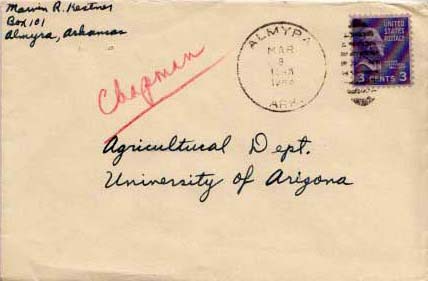 Marvin R. Kestner
Box 101
Almyra, Arkansas
Chapman
ALMYRA
MAR
ARK.
UNITED
STATES
POSTAGE
3 CENTS 3
Agricultural Dept.
University of Arizona